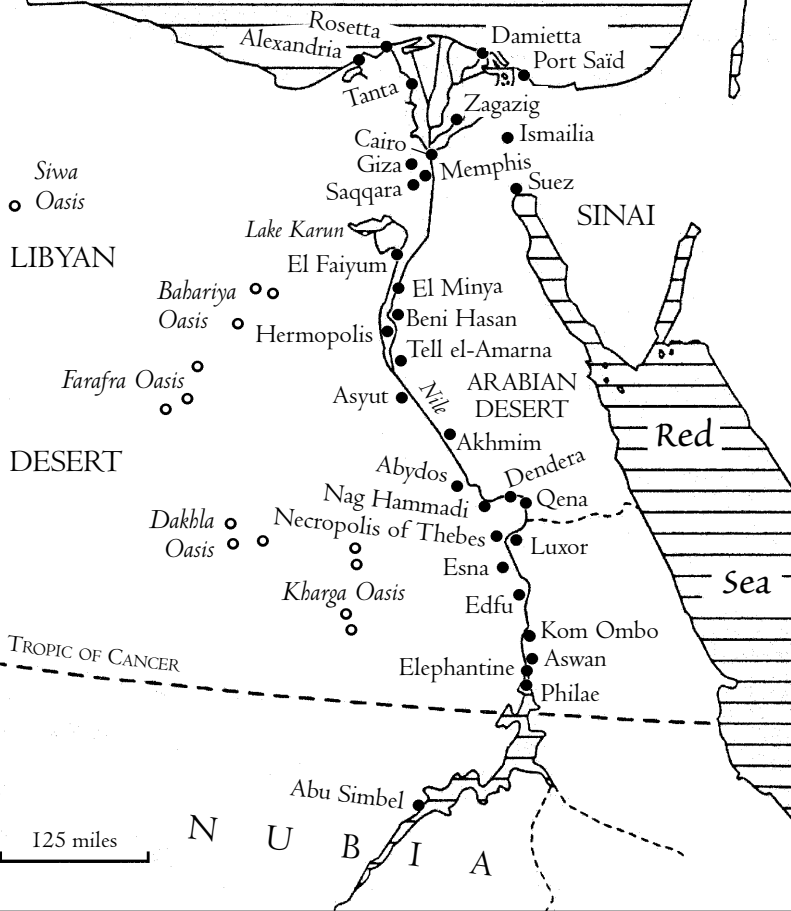 Rosetta
Damietta
Alexandria
Port Saïd
Tanta
Zagazig
Ismailia
Cairo
Giza
Memphis
Saqqara
Suez
Siwa
Oasis
SINAI
Lake Karun
LIBYAN
El Faiyum
El Minya
Bahariya
Oasis
Beni Hasan
Hermopolis
Tell el-Amarna
Farafra Oasis
Nile
ARABIAN
DESERT
Asyut
Red
Akhmim
DESERT
Abydos
Dendera
Nag Hammadi
Qena
Dakhla
Oasis
Necropolis of Thebes
Luxor
Esna
Sea
Kharga Oasis
Edfu
Kom Ombo
TROPIC OF CANCER
Aswan
Elephantine
Philae
Abu Simbel
125 miles
NUBIA